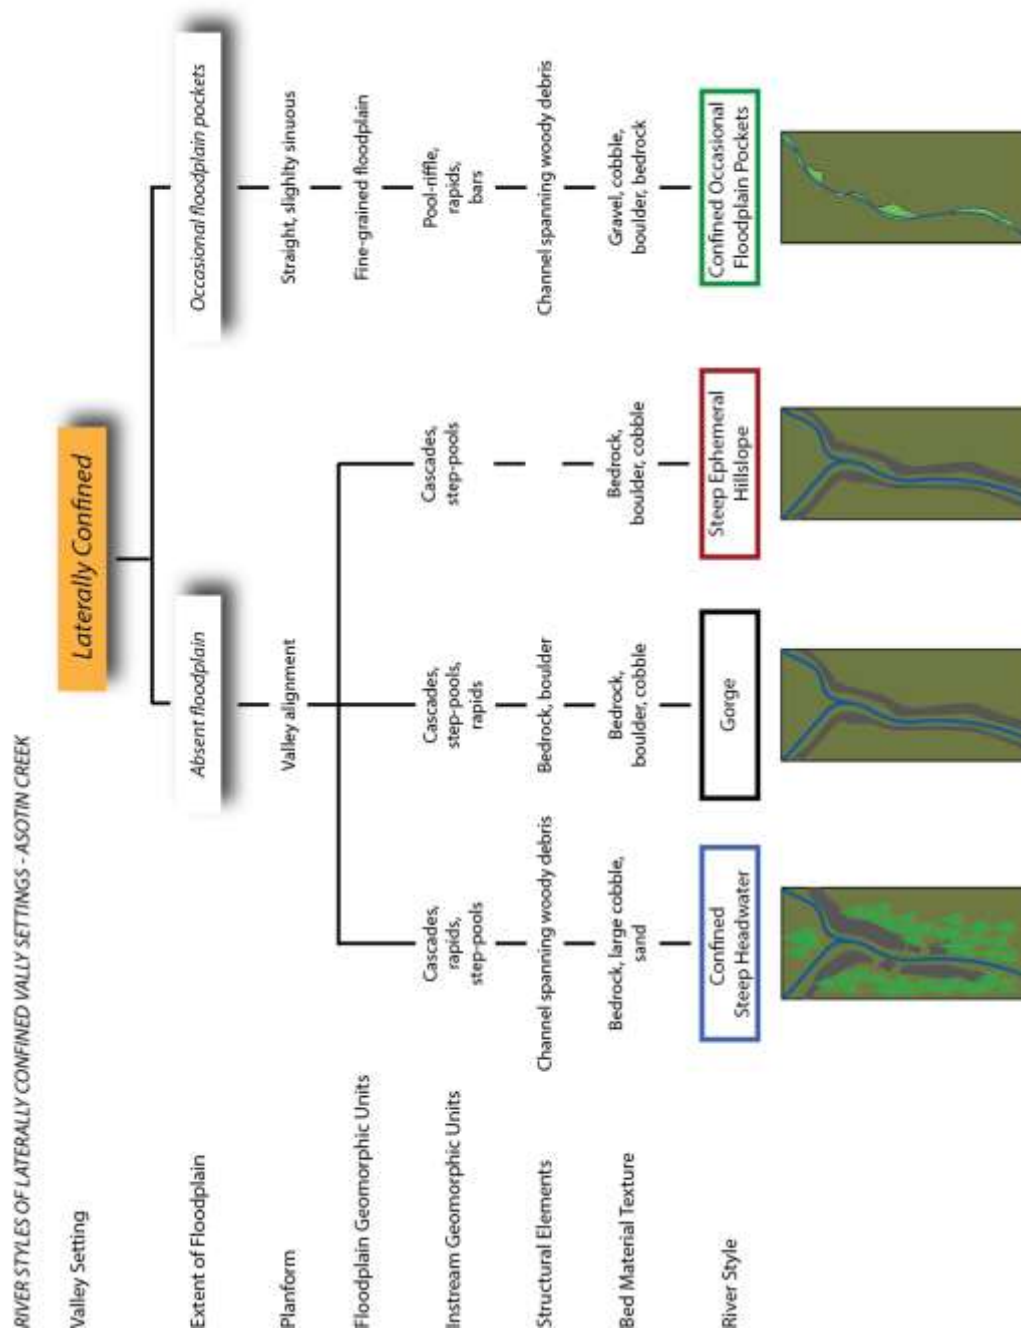 RIVER STYLES OF LATERALLY CONFINED VALLY SETTINGS - ASOTIN CREEK
Valley Setting
Laterally Confined
Extent of Floodplain
Absent floodplain
Occasional floodplain pockets
Planform
Valley alignment
Straight, slighlty sinuous
Floodplain Geomorphic Units
Fine-grained floodplain
Instream Geomorphic Units
Cascades,
rapids,
step-pools
Cascades,
step-pools,
rapids
Cascades,
step-pools
Pool-riffle,
rapids,
bars
Structural Elements
Channel spanning woody debris
Bedrock, boulder
Channel spanning woody debris
Bed Material Texture
Bedrock, large cobble,
sand
Bedrock,
boulder, cobble
Bedrock,
boulder, cobble
Gravel, cobble,
boulder, bedrock
River Style
Confined
Steep Headwater
Gorge
Steep Ephemeral
Hillslope
Confined Occasional
Floodplain Pockets